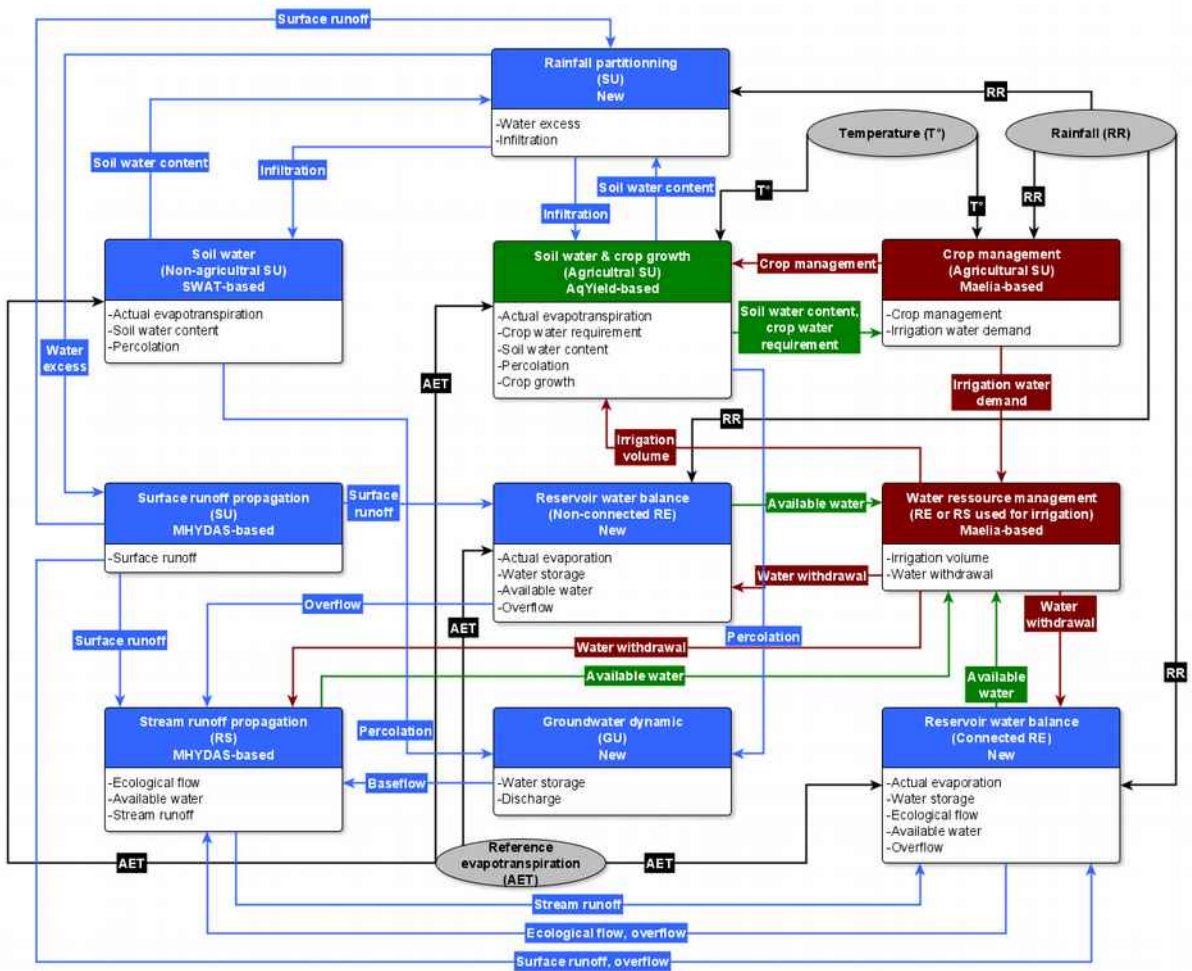 Surface runoff
Rainfall partitionning
(SU)
New
-Water excess
-Infiltration
RR
Temperature (T°)
Rainfall (RR)
Soil water content
Infiltration
Soil water content
Infiltration
T°
T°
RR
Soil water
(Non-agricultral SU)
SWAT-based
-Actual evapotranspiration
-Soil water content
-Percolation
Soil water & crop growth
(Agricultral SU)
AqYield-based
-Actual evapotranspiration
-Crop water requirement
-Soil water content
-Percolation
-Crop growth
Crop management
Crop management
(Agricultural SU)
Maelia-based
-Crop management
-Irrigation water demand
Soil water content,
crop water
requirement
Water
excess
AET
Irrigation water
demand
RR
Irrigation
volume
Surface runoff propagation
(SU)
MHYDAS-based
-Surface runoff
Surface
runoff
Reservoir water balance
(Non-connected RE)
New
-Actual evaporation
-Water storage
-Available water
-Overflow
Available water
Water ressource management
(RE or RS used for irrigation)
Maelia-based
-Irrigation volume
-Water withdrawal
Water withdrawal
Overflow
AET
Water
withdrawal
Surface runoff
Percolation
Water withdrawal
Available water
Available
water
RR
Stream runoff propagation
(RS)
MHYDAS-based
-Ecological flow
-Available water
-Stream runoff
Percolation
Groundwater dynamic
(GU)
New
-Water storage
-Discharge
Baseflow
Reservoir water balance
(Connected RE)
New
-Actual evaporation
-Water storage
-Ecological flow
-Available water
-Overflow
AET
Reference
evapotranspiration
(AET)
AET
Stream runoff
Ecological flow, overflow
Surface runoff, overflow